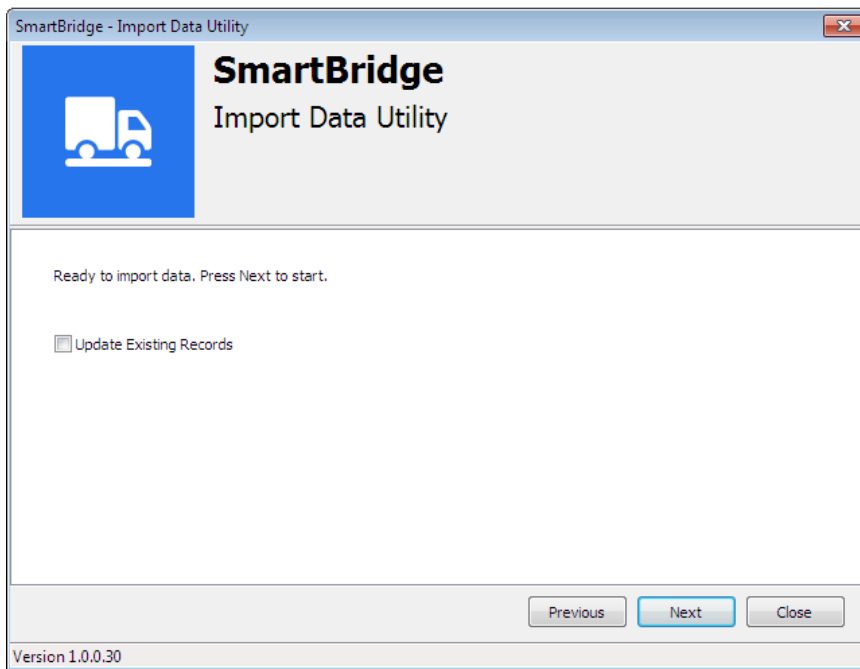 SmartBridge - Import Data Utility
SmartBridge
Import Data Utility
Ready to import data. Press Next to start.
Update Existing Records
Previous Next Close
Version 1.0.0.30